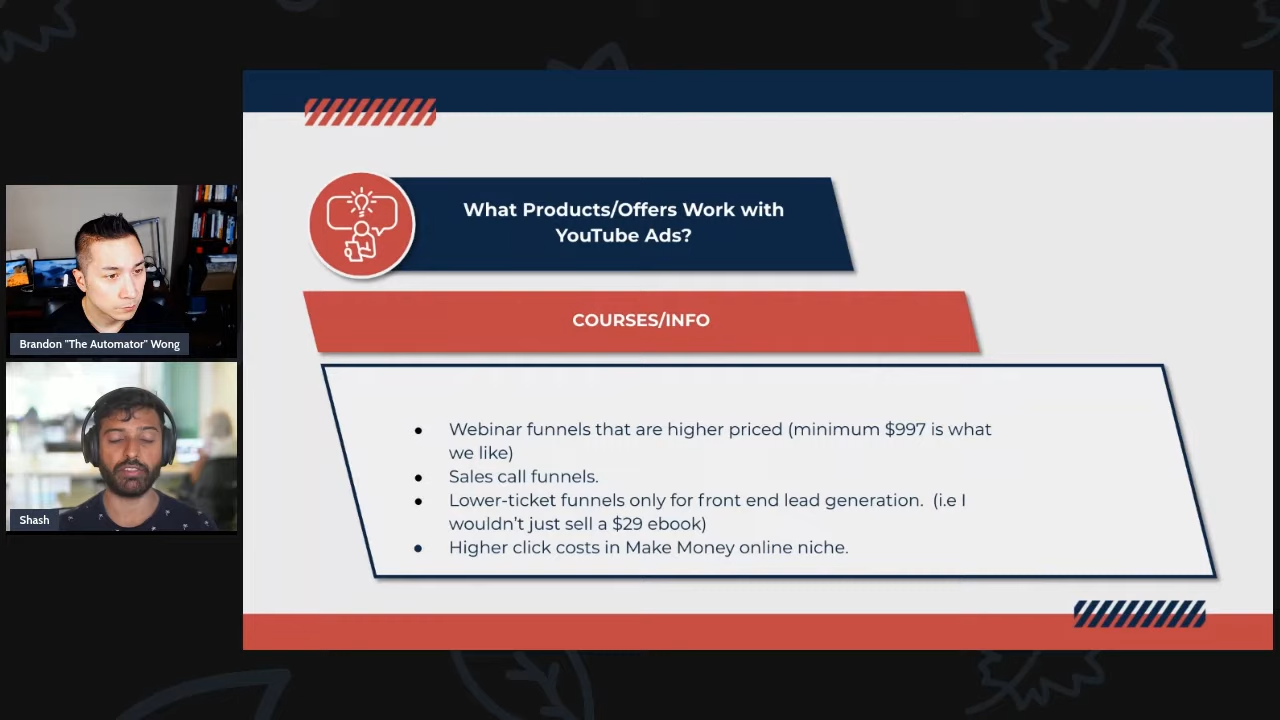 What Products/Offers Work with
YouTube Ads?
COURSES/INFO
● Webinar funnels that are higher priced (minimum $997 is what
we like)
● Sales call funnels.
● Lower-ticket funnels only for front end lead generation.  (i.e I
wouldn’t just sell a $29 ebook)
● Higher click costs in Make Money online niche.
Brandon "The Automator" Wong
Shash